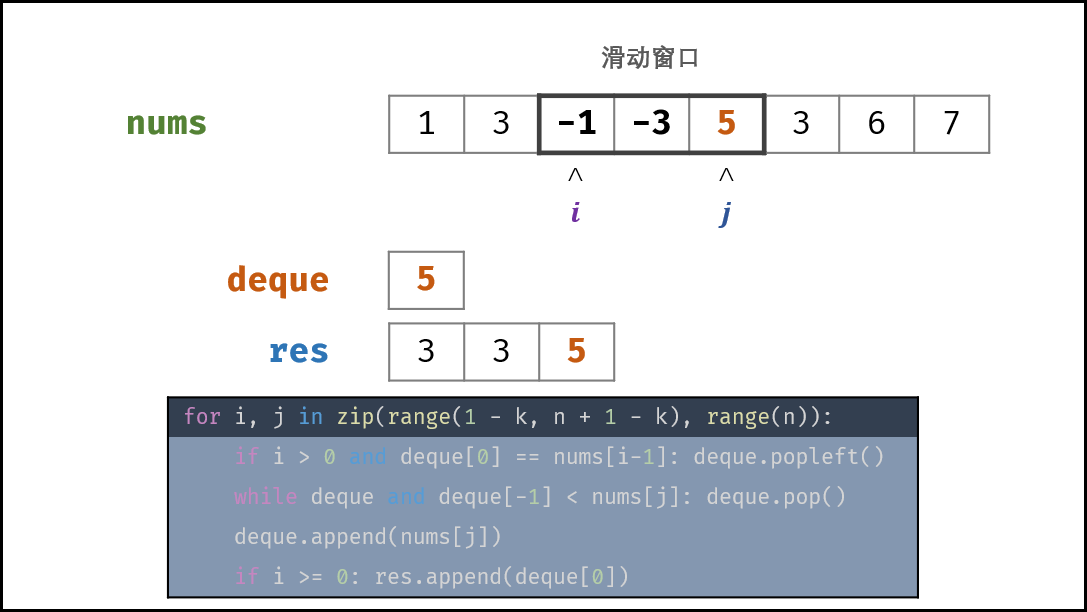 滑动窗口
nums 1 3 -1 -3 5 3 6 7
^ ^
i j
deque 5
res 3 3 5
for i, j in zip(range(1 - k, n + 1 - k), range(n)):
if i > 0 and deque[0] == nums[i-1]: deque.popleft()
while deque and deque[-1] < nums[j]: deque.pop()
deque.append(nums[j])
if i >= 0: res.append(deque[0])